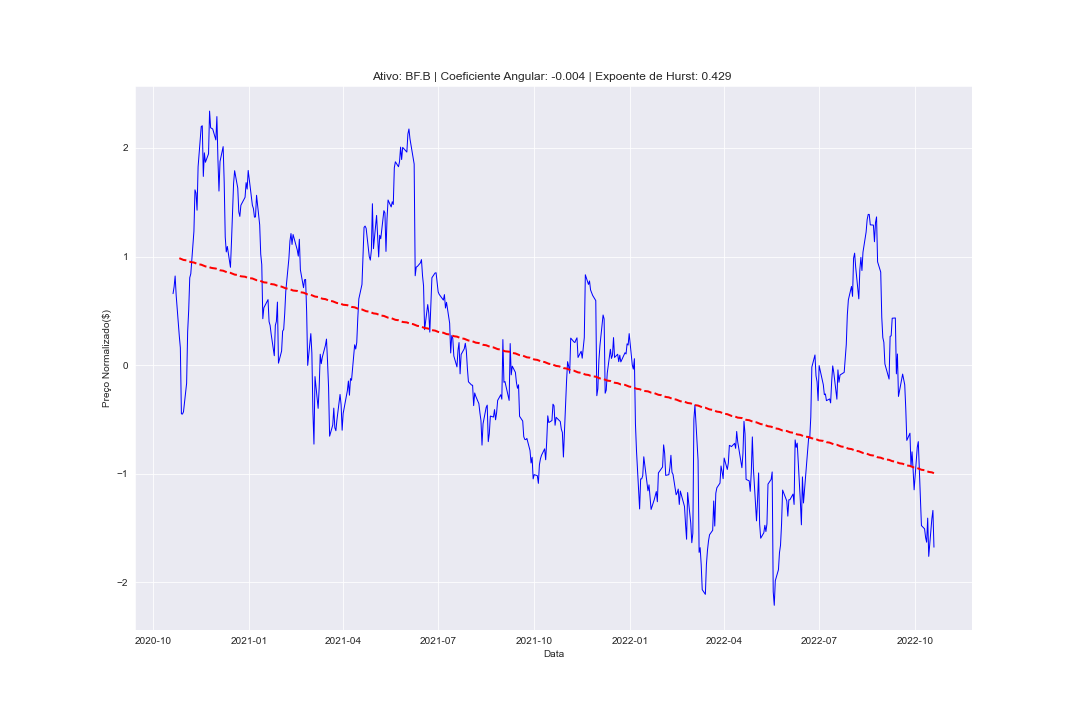 Ativo: BF.B | Coeficiente Angular: -0.004 | Expoente de Hurst: 0.429
Preço Normalizado($)
2
1
0
−1
−2
2020-10 2021-01 2021-04 2021-07 2021-10 2022-01 2022-04 2022-07 2022-10
Data